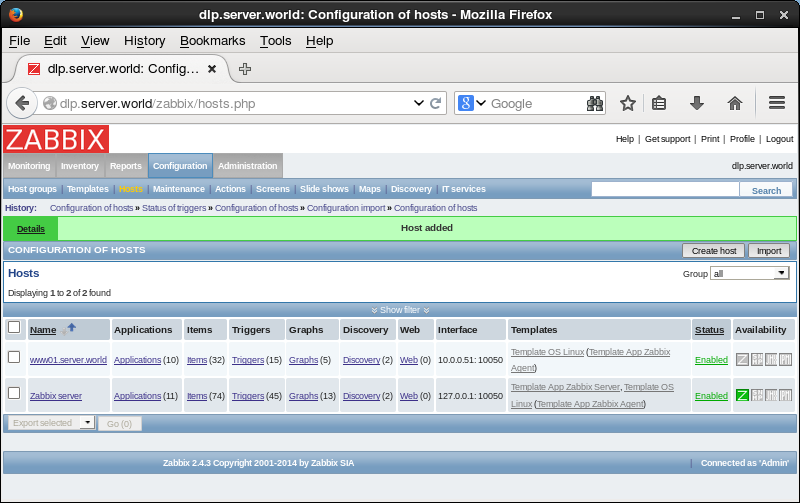 dlp.server.world: Configuration of hosts - Mozilla Firefox
File Edit View History Bookmarks Tools Help
dlp.server.world: Config...
dlp.server.world/zabbix/hosts.php Google
ZABBIX
Help | Get support | Print | Profile | Logout
Monitoring Inventory Reports Configuration Administration dlp.server.world
Host groups | Templates | Hosts | Maintenance | Actions | Screens | Slide shows | Maps | Discovery | IT services Search
History: Configuration of hosts » Status of triggers » Configuration of hosts » Configuration import » Configuration of hosts
Details Host added
CONFIGURATION OF HOSTS Create host Import
Hosts Group all
Displaying 1 to 2 of 2 found
Show filter
Name Applications Items Triggers Graphs Discovery Web Interface Templates Status Availability
www01.server.world Applications (10) Items (32) Triggers (15) Graphs (5) Discovery (2) Web (0) 10.0.0.51: 10050 Template OS Linux (Template App Zabbix Agent) Enabled
Zabbix server Applications (11) Items (74) Triggers (45) Graphs (13) Discovery (2) Web (0) 127.0.0.1: 10050 Template App Zabbix Server, Template OS Linux (Template App Zabbix Agent) Enabled
Export selected Go (0)
Zabbix 2.4.3 Copyright 2001-2014 by Zabbix SIA | Connected as 'Admin'